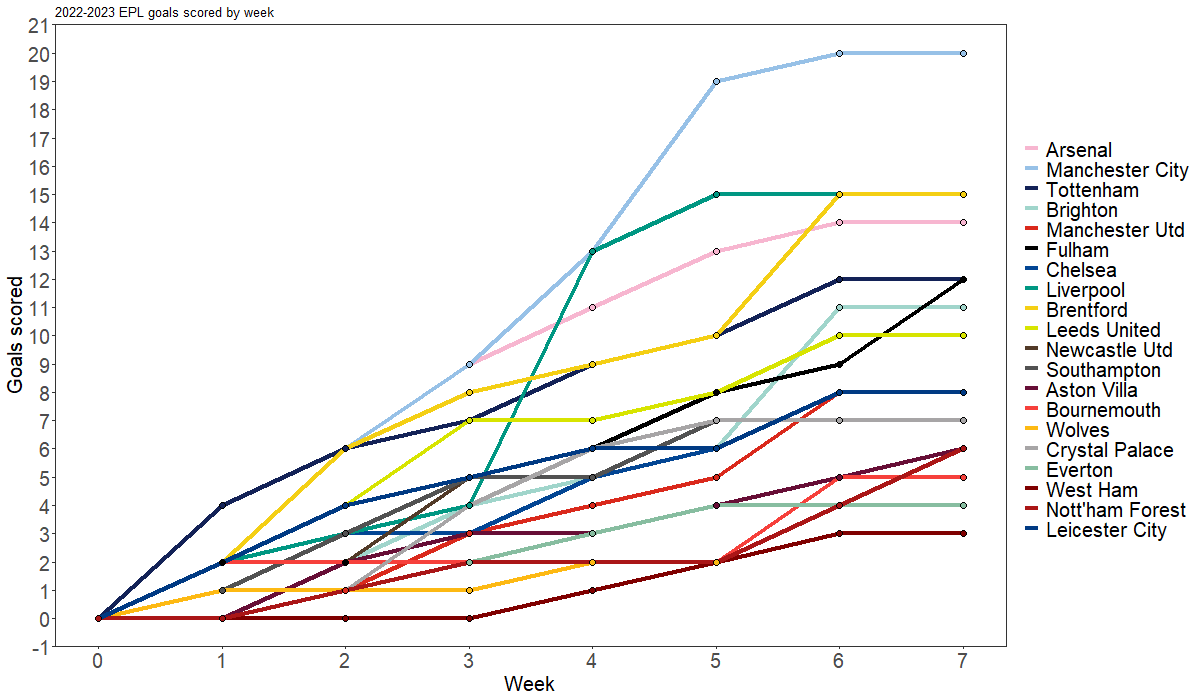 2022-2023 EPL goals scored by week
21
20
19
18
17
16
15
14
13
12
11
10
9
8
7
6
5
4
3
2
1
0
-1
Goals scored
0 1 2 3 4 5 6 7
Week
Arsenal
Manchester City
Tottenham
Brighton
Manchester Utd
Fulham
Chelsea
Liverpool
Brentford
Leeds United
Newcastle Utd
Southampton
Aston Villa
Bournemouth
Wolves
Crystal Palace
Everton
West Ham
Nott'ham Forest
Leicester City